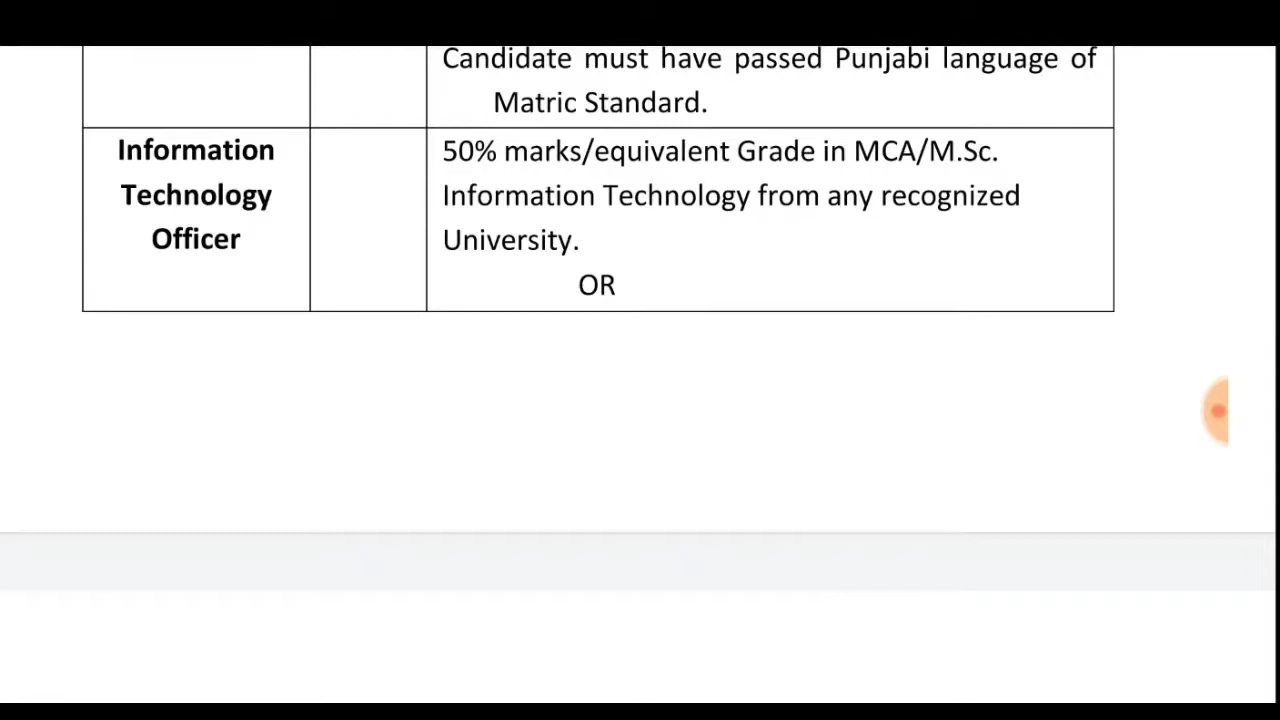 Candidate must have passed Punjabi language of
Matric Standard.
Information
Technology
Officer
50% marks/equivalent Grade in MCA/M.Sc.
Information Technology from any recognized
University.
OR